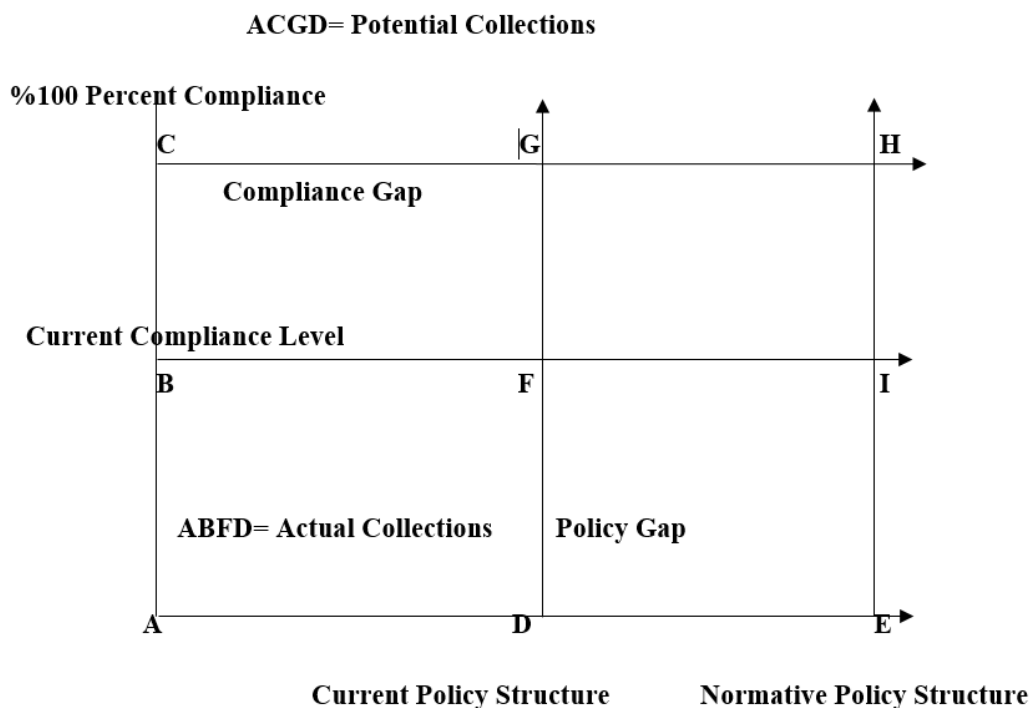 ACGD= Potential Collections
%100 Percent Compliance
C G H
Compliance Gap
Current Compliance Level
B F I
ABFD= Actual Collections Policy Gap
A D E
Current Policy Structure Normative Policy Structure